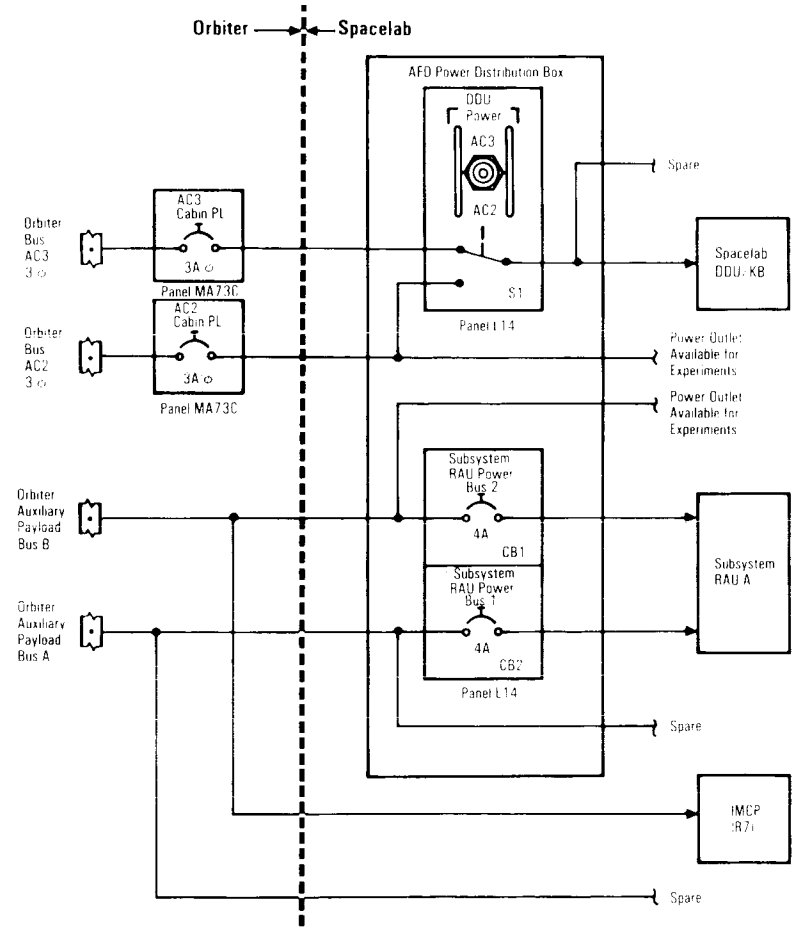 Orbiter
Spacelab
AFD Power Distribution Box
DDU
Power
AC3
AC2
S1
Panel L14
Spare
AC3
Cabin PL
3A ϕ
Panel MA73C
Orbiter
Bus
AC3
3 ϕ
Spacelab
DDU/KB
AC2
Cabin PL
3A ϕ
Panel MA73C
Orbiter
Bus
AC2
3 ϕ
Power Outlet
Available for
Experiments
Power Outlet
Available for
Experiments
Subsystem
RAU Power
Bus 2
4A
CB1
Orbiter
Auxiliary
Payload
Bus B
Subsystem
RAU A
Subsystem
RAU Power
Bus 1
4A
CB2
Panel L14
Orbiter
Auxiliary
Payload
Bus A
Spare
IMCP
(R7)
Spare